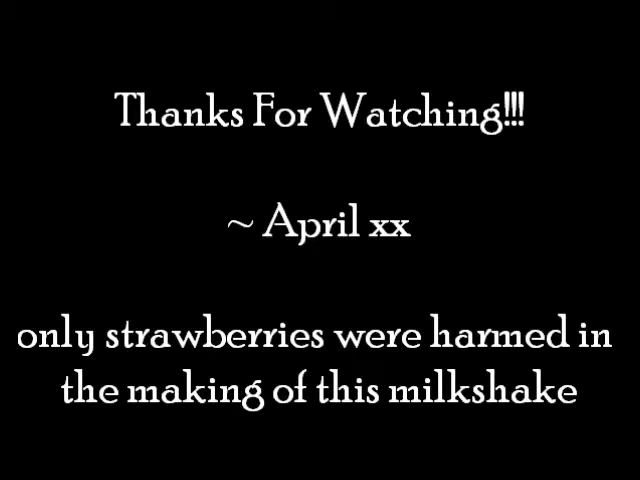 Thanks For Watching!!!
~ April xx
only strawberries were harmed in
the making of this milkshake